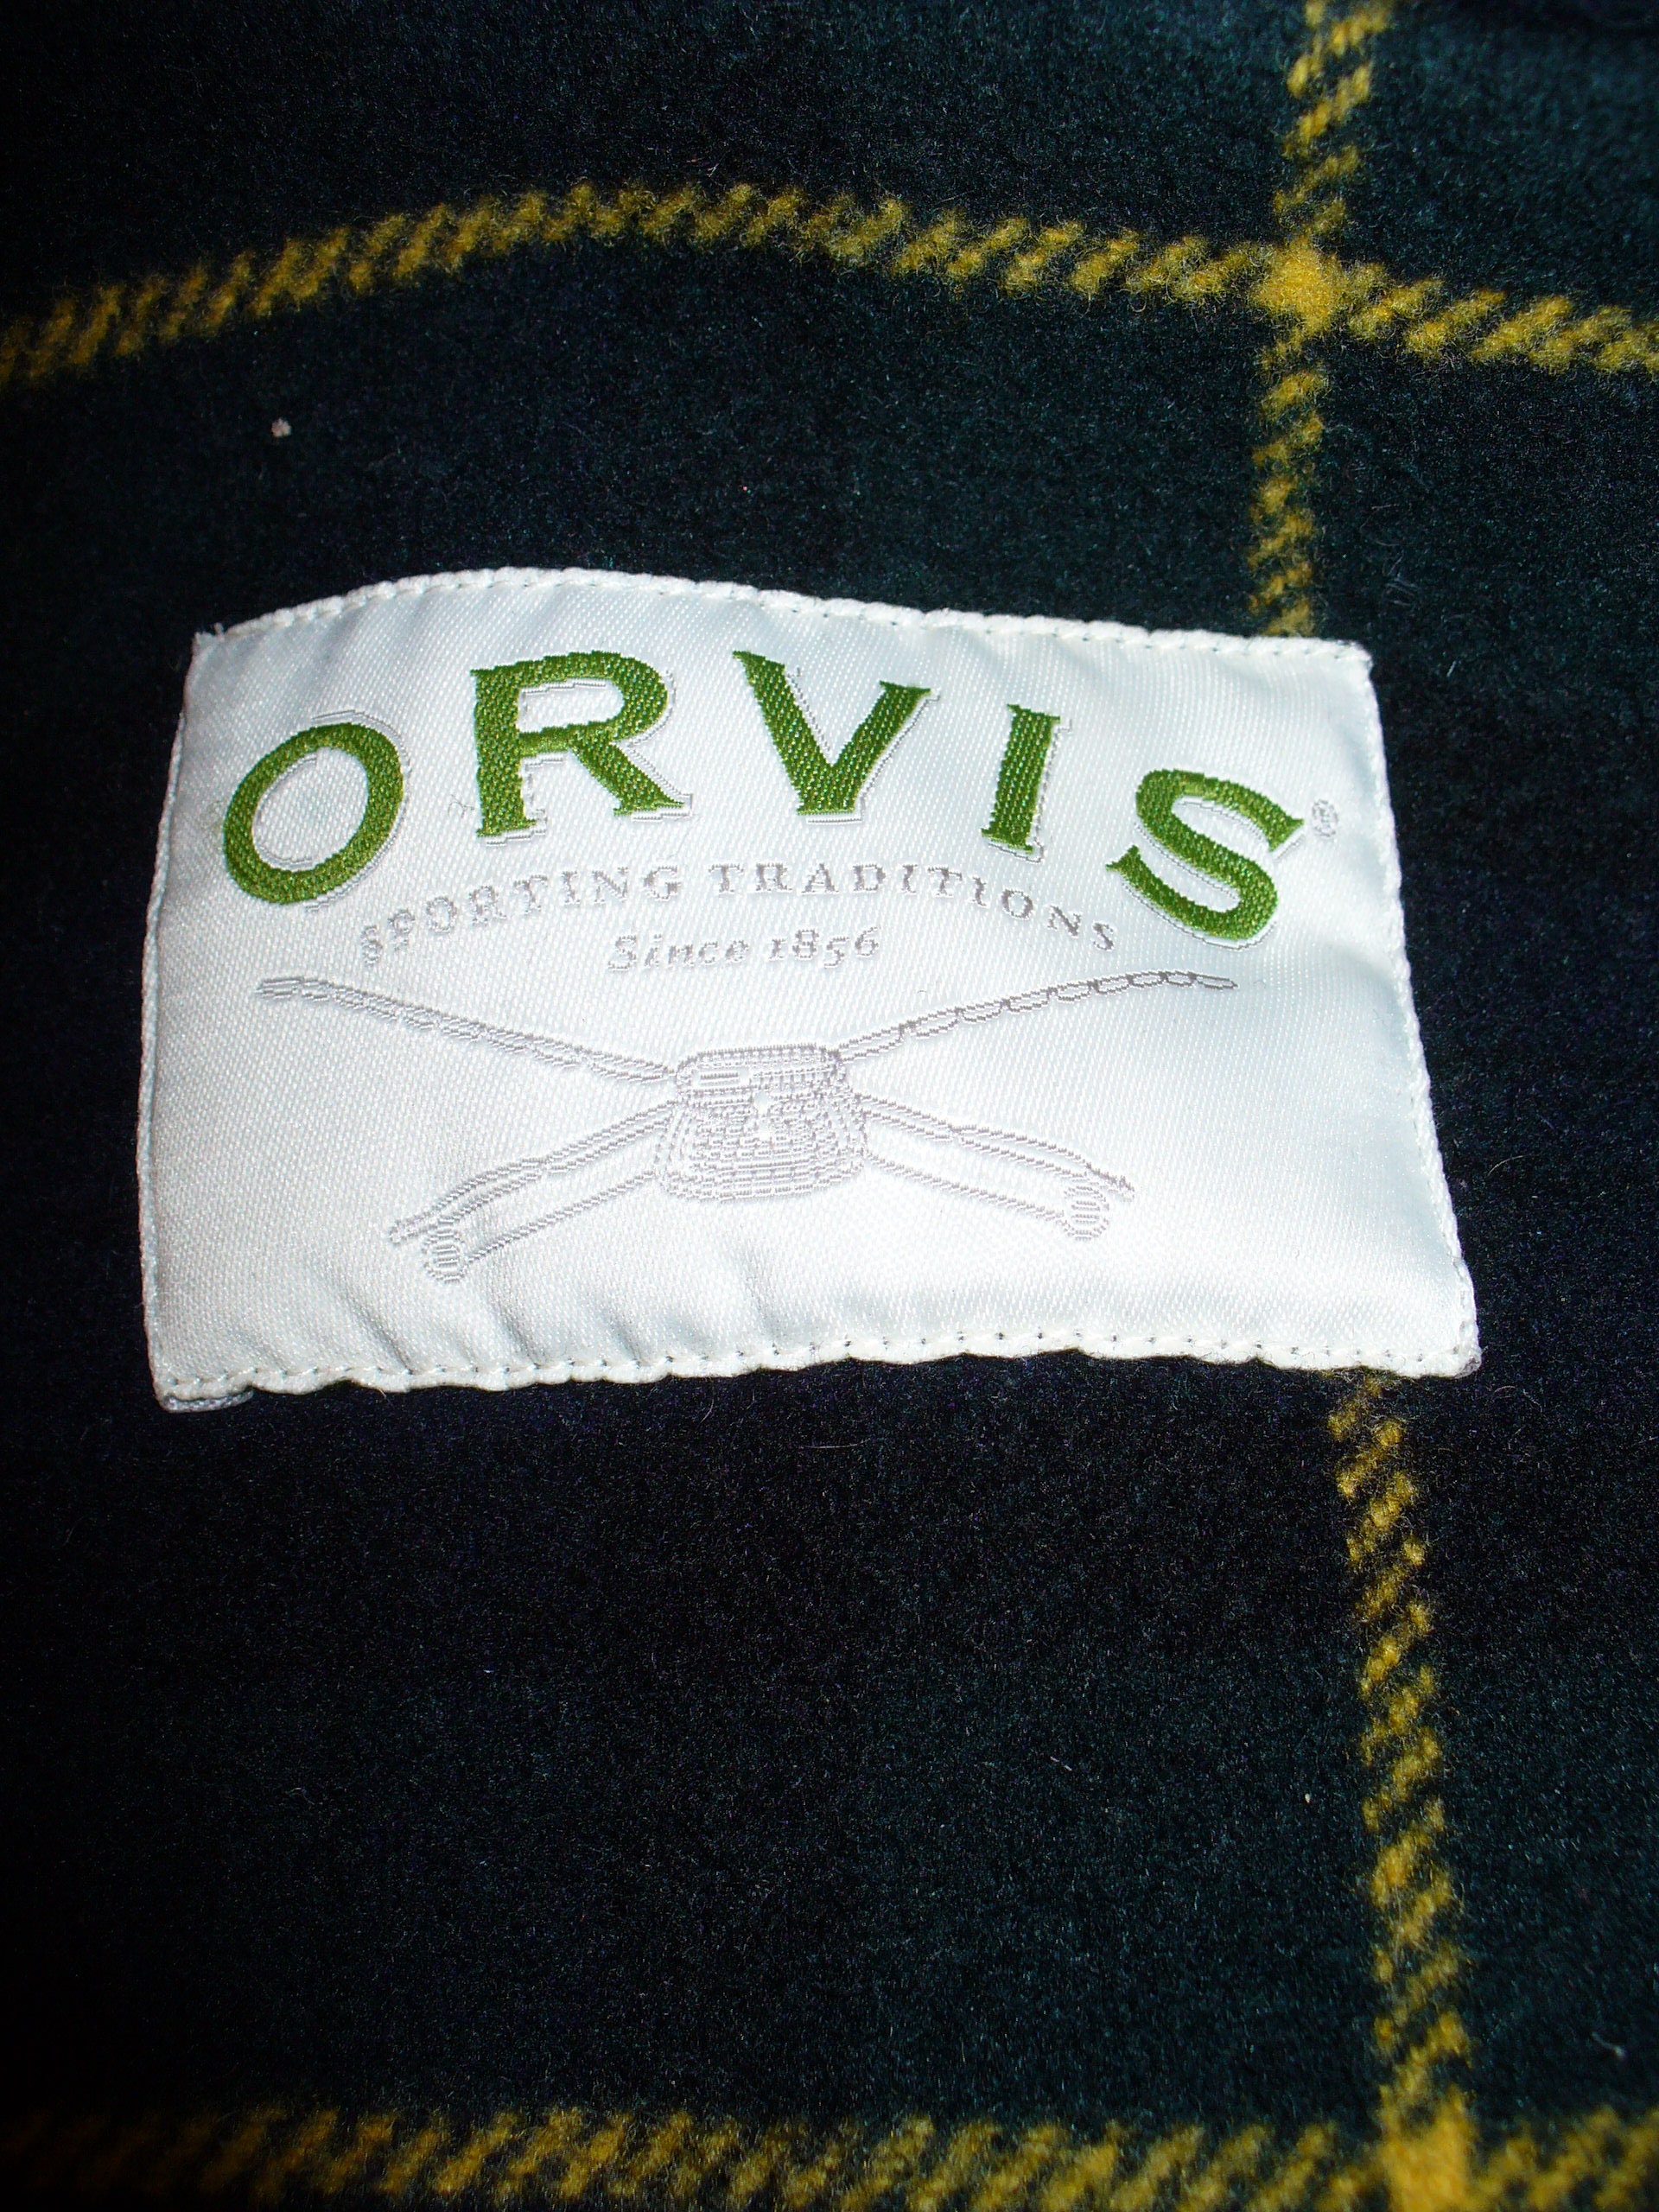 ORVIS®
SPORTING TRADITIONS
Since 1856